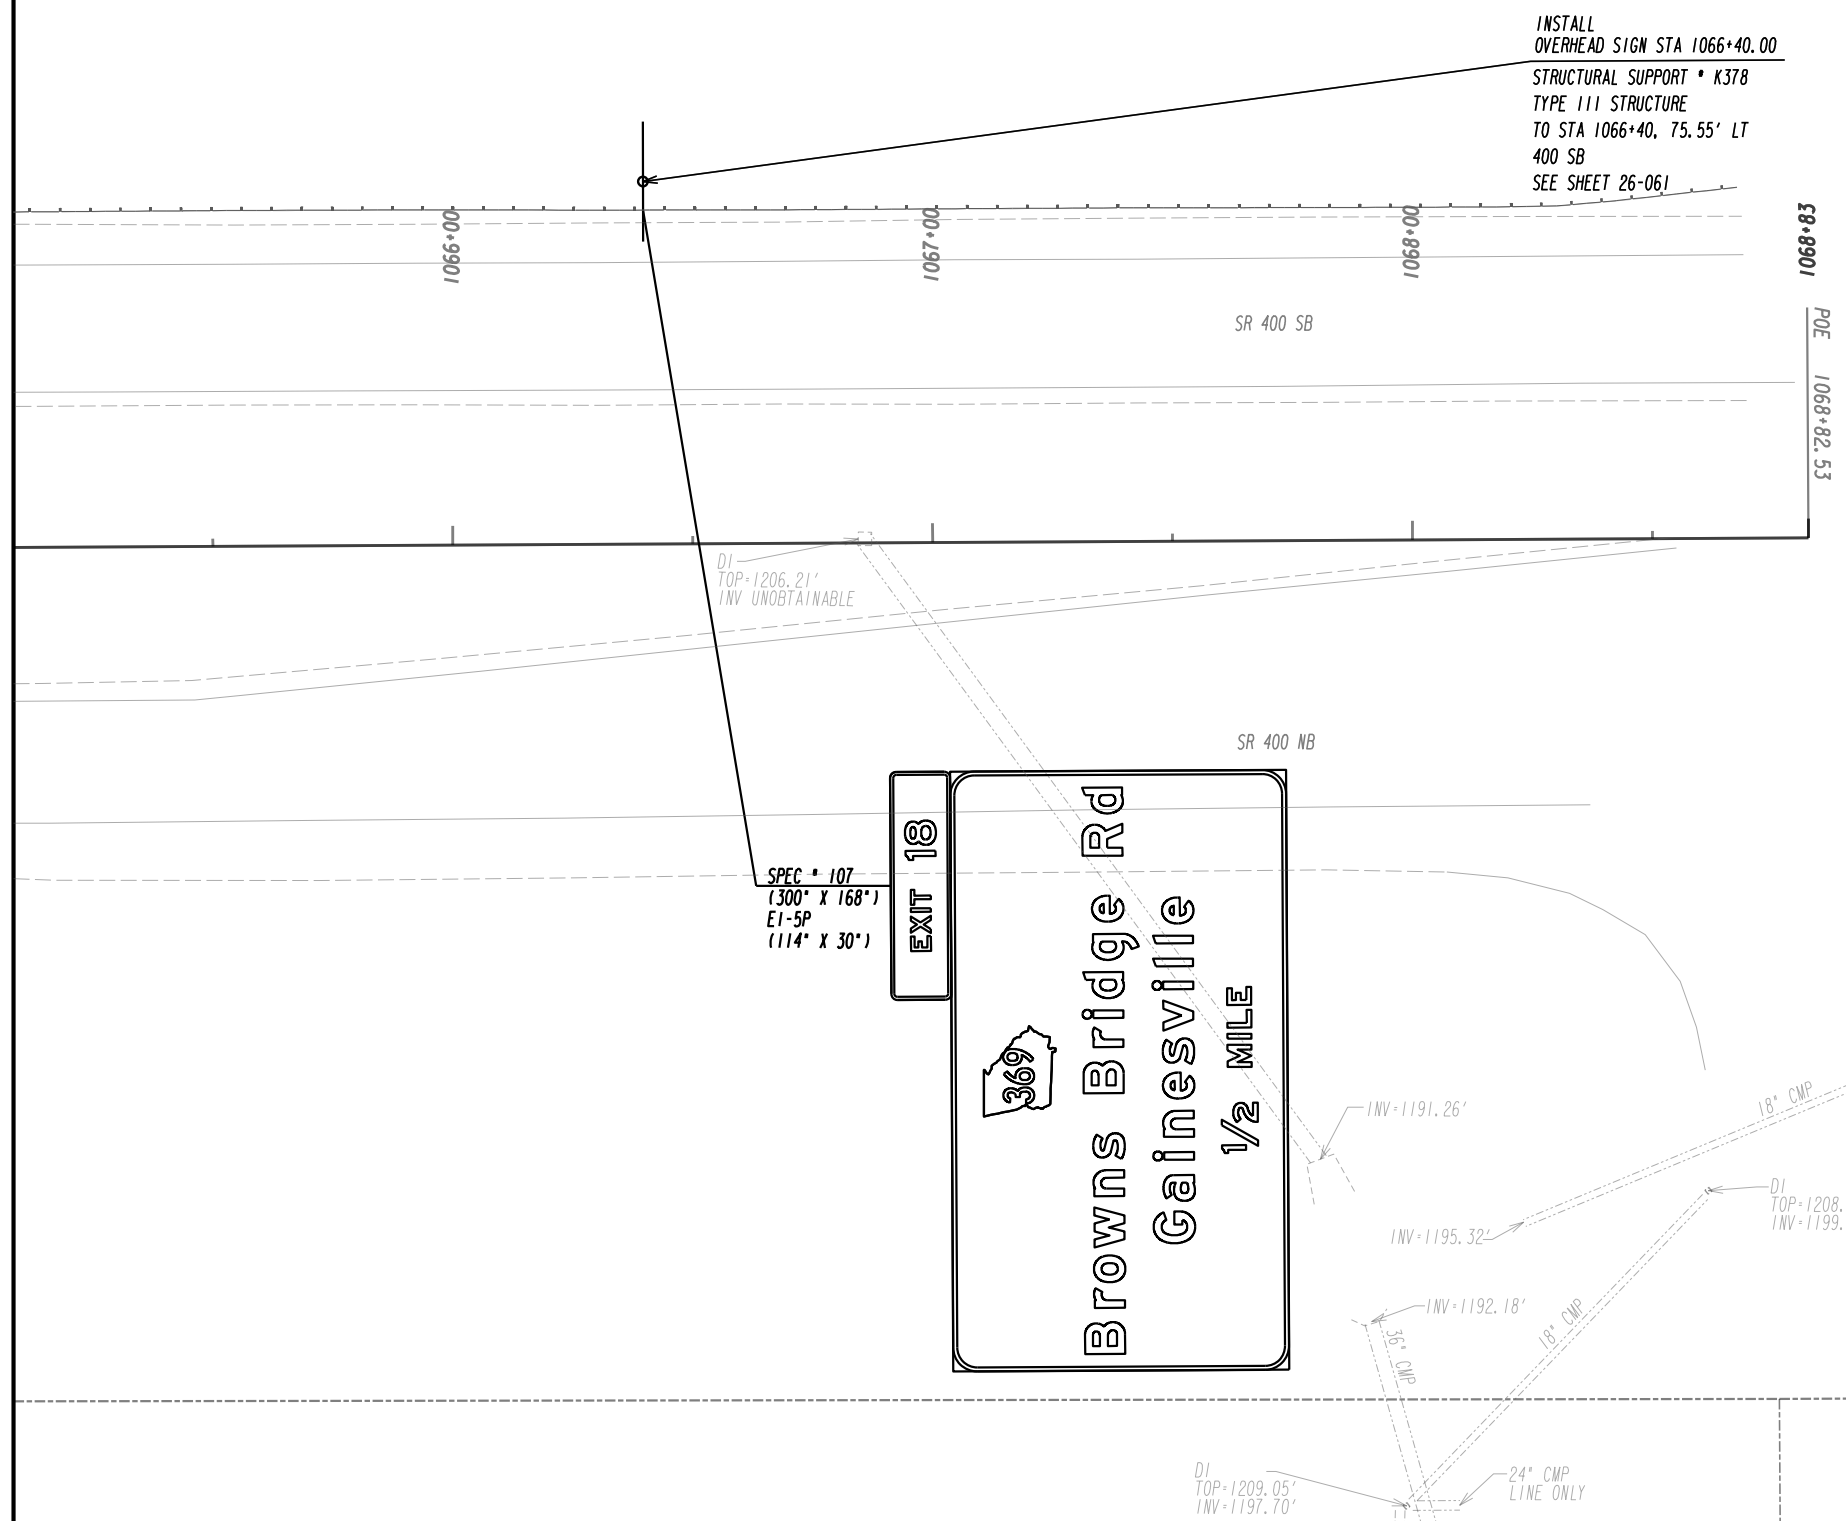 INSTALL
OVERHEAD SIGN STA 1066+40.00
STRUCTURAL SUPPORT # K378
TYPE III STRUCTURE
TO STA 1066+40, 75.55' LT
400 SB
SEE SHEET 26-061
1066+00
1067+00
1068+00
1068+83
POE 1068+82.53
SR 400 SB
DI
TOP=1206.21'
INV UNOBTAINABLE
SR 400 NB
SPEC # 107
(300" X 168")
E1-5P
(114" X 30")
EXIT 18
369
Browns Bridge Rd
Gainesville
1/2 MILE
INV=1191.26'
18" CMP
DI
TOP=1208.
INV=1199.
INV=1195.32'
INV=1192.18'
36" CMP
18" CMP
DI
TOP=1209.05'
INV=1197.70'
24" CMP
LINE ONLY